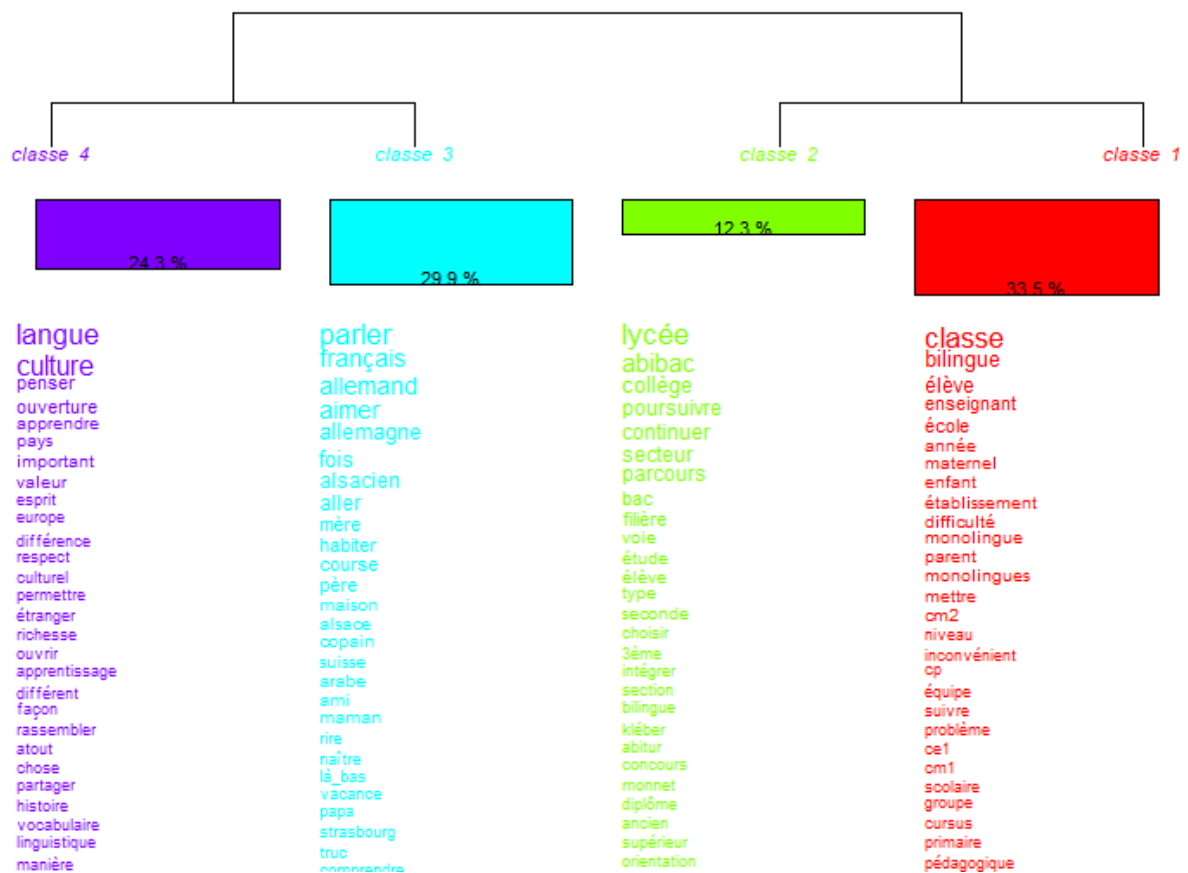 classe 4
classe 3
classe 2
classe 1
24.3 %
29.9 %
12.3 %
33.5 %
langue
culture
penser
ouverture
apprendre
pays
important
valeur
esprit
europe
différence
respect
culturel
permettre
étranger
richesse
ouvrir
apprentissage
différent
façon
rassembler
atout
chose
partager
histoire
vocabulaire
linguistique
manière
parler
français
allemand
aimer
allemagne
fois
alsacien
aller
mère
habiter
course
père
maison
alsace
copain
suisse
arabe
ami
maman
rire
naître
là_bas
vacance
papa
strasbourg
truc
comprendre
lycée
abibac
collège
poursuivre
continuer
secteur
parcours
bac
filière
voie
étude
élève
type
seconde
choisir
3ème
intégrer
section
bilingue
kléber
abitur
concours
monnet
diplôme
ancien
supérieur
orientation
classe
bilingue
élève
enseignant
école
année
maternel
enfant
établissement
difficulté
monolingue
parent
monolingues
mettre
cm2
niveau
inconvénient
cp
équipe
suivre
problème
ce1
cm1
scolaire
groupe
cursus
primaire
pédagogique